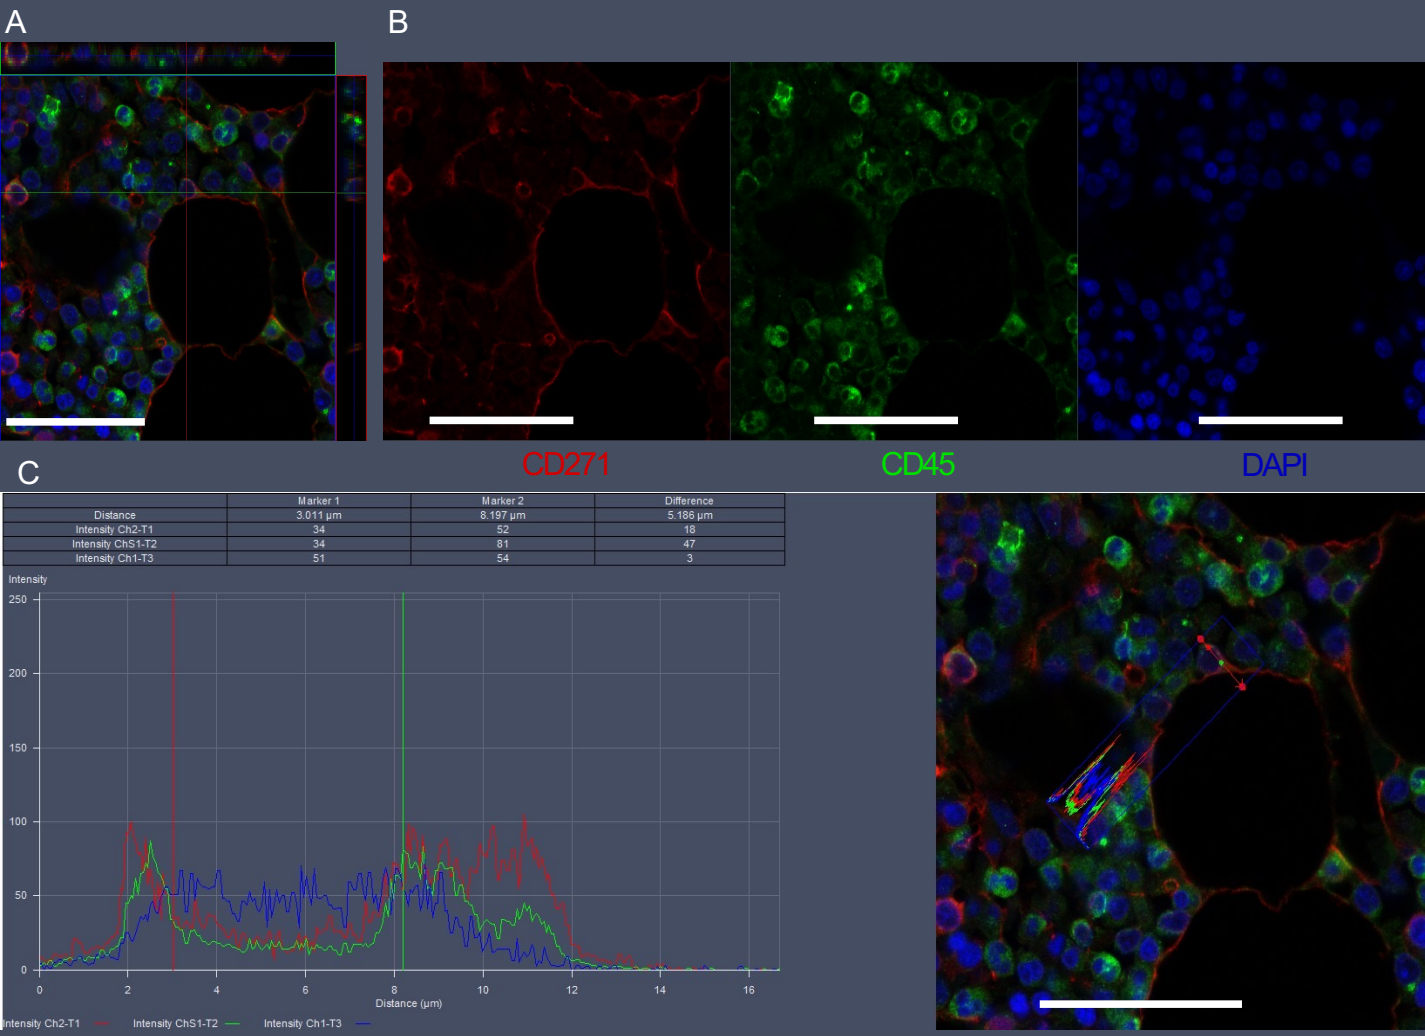 A
B
CD271
CD45
DAPI
C
Marker 1 Marker 2 Difference
Distance 3.011 µm 8.197 µm 5.186 µm
Intensity Ch2-T1 34 52 18
Intensity ChS1-T2 34 81 47
Intensity Ch1-T3 51 54 3
Intensity
250
200
150
100
50
0
0 2 4 6 8 10 12 14 16
Distance (µm)
Intensity Ch2-T1 Intensity ChS1-T2 Intensity Ch1-T3